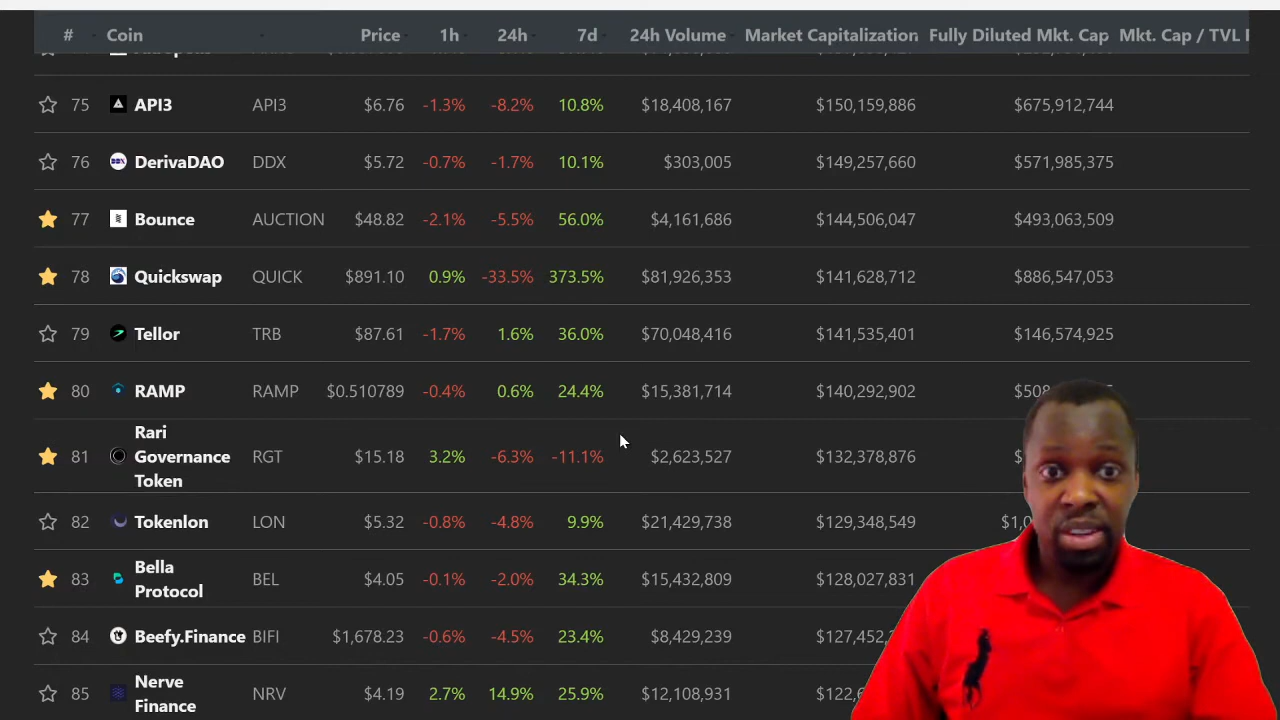 # Coin Price 1h 24h 7d 24h Volume Market Capitalization Fully Diluted Mkt. Cap Mkt. Cap / TVL
75 API3 API3 $6.76 -1.3% -8.2% 10.8% $18,408,167 $150,159,886 $675,912,744
76 DerivaDAO DDX $5.72 -0.7% -1.7% 10.1% $303,005 $149,257,660 $571,985,375
77 Bounce AUCTION $48.82 -2.1% -5.5% 56.0% $4,161,686 $144,506,047 $493,063,509
78 Quickswap QUICK $891.10 0.9% -33.5% 373.5% $81,926,353 $141,628,712 $886,547,053
79 Tellor TRB $87.61 -1.7% 1.6% 36.0% $70,048,416 $141,535,401 $146,574,925
80 RAMP RAMP $0.510789 -0.4% 0.6% 24.4% $15,381,714 $140,292,902
Rari
81 Governance RGT $15.18 3.2% -6.3% -11.1% $2,623,527 $132,378,876
Token
82 Tokenlon LON $5.32 -0.8% -4.8% 9.9% $21,429,738 $129,348,549
Bella
83 BEL $4.05 -0.1% -2.0% 34.3% $15,432,809 $128,027,831
Protocol
84 Beefy.Finance BIFI $1,678.23 -0.6% -4.5% 23.4% $8,429,239
Nerve
85 NRV $4.19 2.7% 14.9% 25.9% $12,108,931
Finance